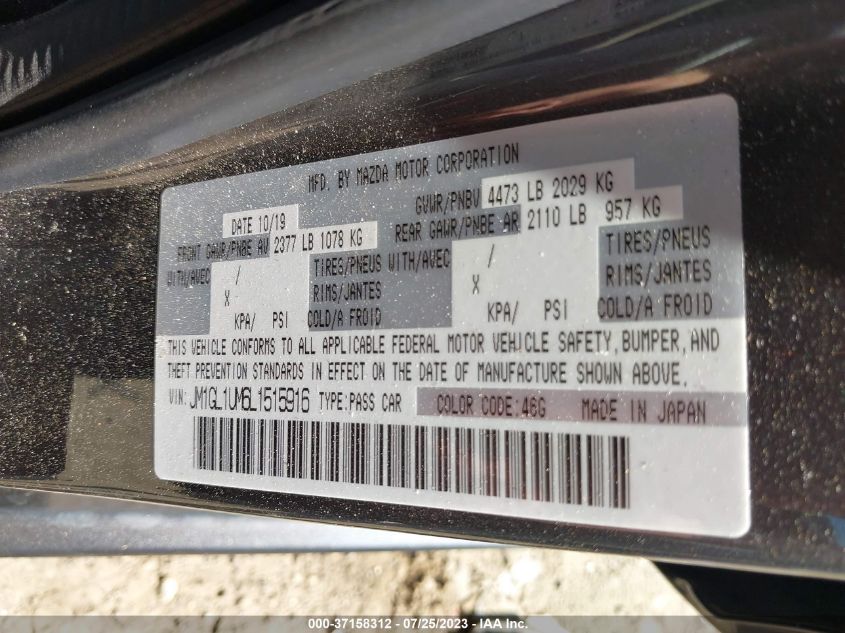 MFD. BY MAZDA MOTOR CORPORATION
DATE 10/19 GVWR/PNBV 4473 LB 2029 KG
FRONT GAWR/PNBE AV 2377 LB 1078 KG REAR GAWR/PNBE AR 2110 LB 957 KG
WITH/AVEC / TIRES/PNEUS WITH/AVEC / TIRES/PNEUS
X RIMS/JANTES X RIMS/JANTES
KPA/ PSI COLD/A FROID KPA/ PSI COLD/A FROID
THIS VEHICLE CONFORMS TO ALL APPLICABLE FEDERAL MOTOR VEHICLE SAFETY, BUMPER, AND
THEFT PREVENTION STANDARDS IN EFFECT ON THE DATE OF MANUFACTURE SHOWN ABOVE.
VIN: JM1GL1UM6L1515916 TYPE: PASS CAR COLOR CODE: 46G MADE IN JAPAN
000-37158312 - 07/25/2023 - IAA Inc.